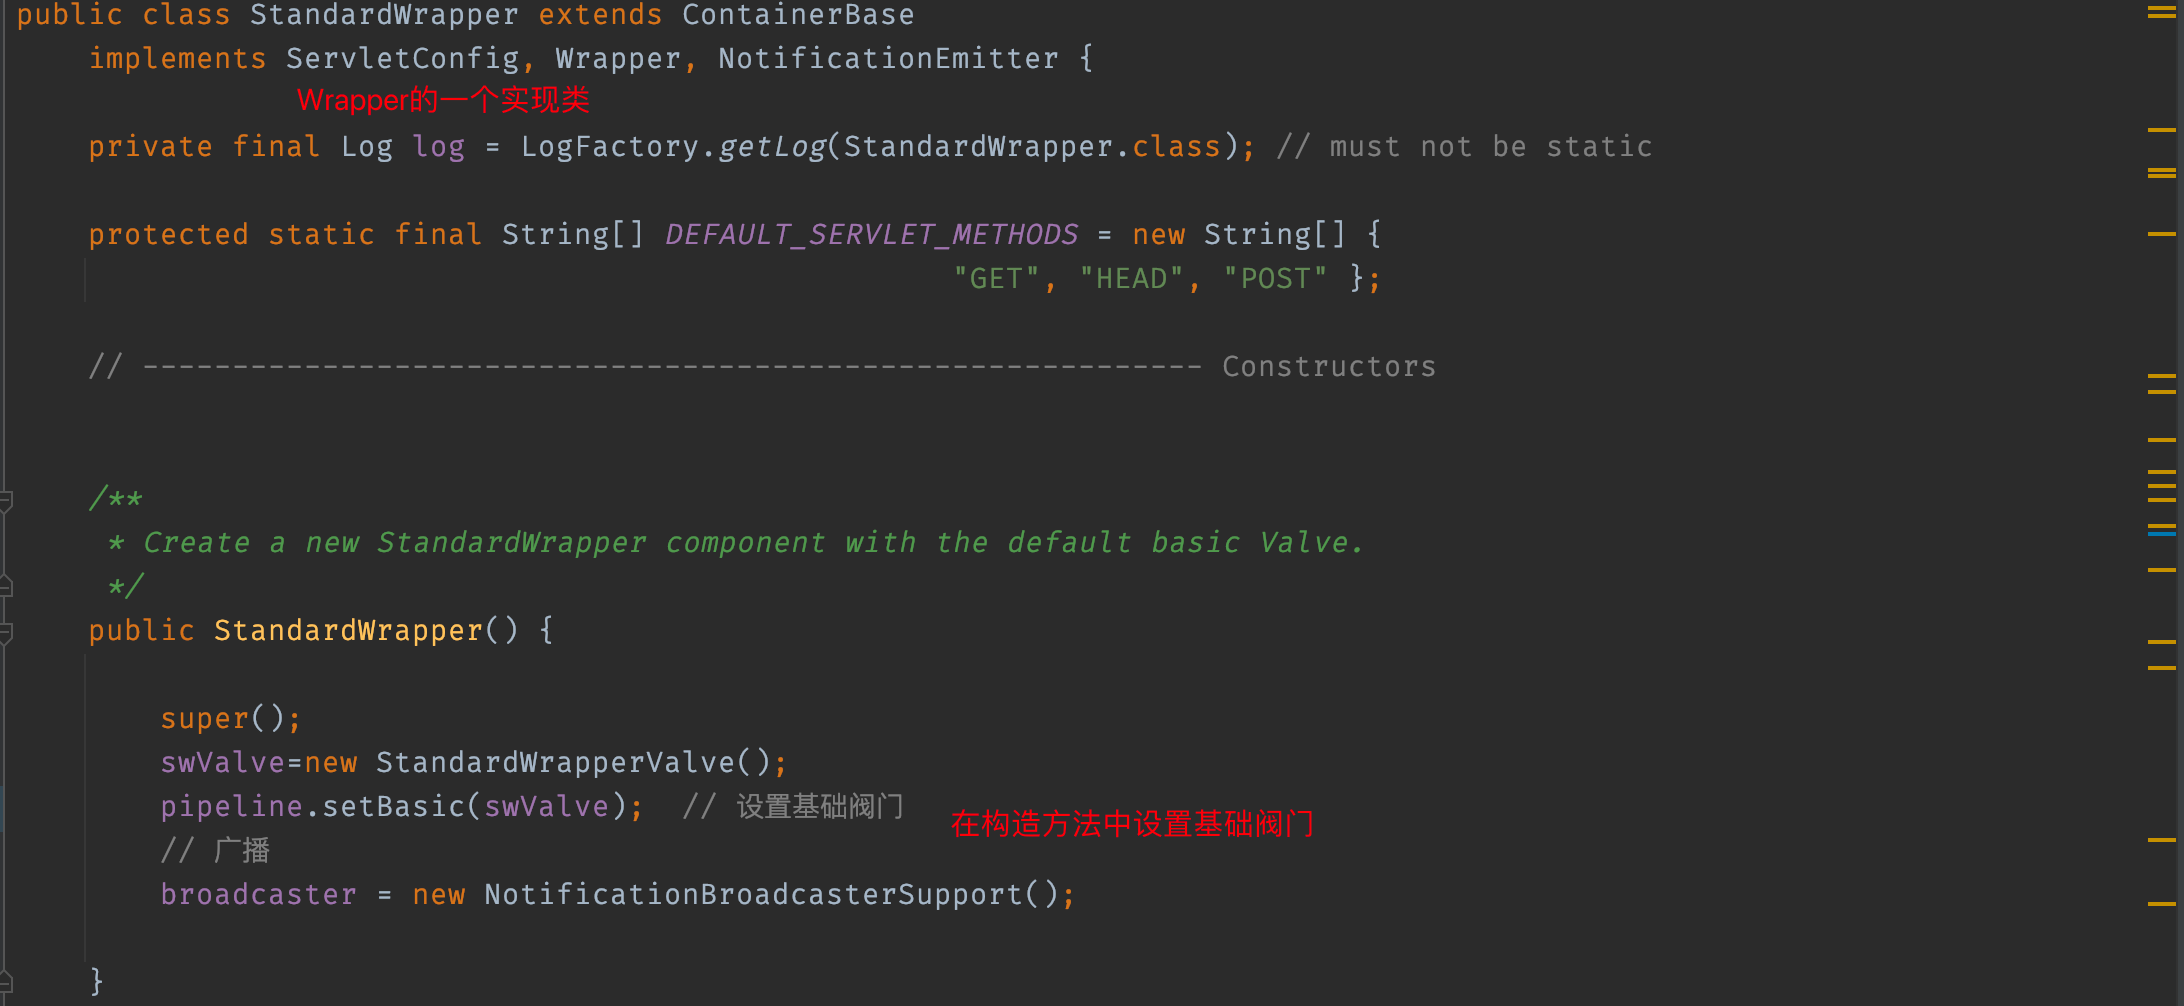 public class StandardWrapper extends ContainerBase
implements ServletConfig, Wrapper, NotificationEmitter {
Wrapper的一个实现类
private final Log log = LogFactory.getLog(StandardWrapper.class); // must not be static
protected static final String[] DEFAULT_SERVLET_METHODS = new String[] {
"GET", "HEAD", "POST" };
// ----------------------------------------------------------- Constructors
/**
* Create a new StandardWrapper component with the default basic Valve.
*/
public StandardWrapper() {
super();
swValve=new StandardWrapperValve();
pipeline.setBasic(swValve);  // 设置基础阀门
在构造方法中设置基础阀门
// 广播
broadcaster = new NotificationBroadcasterSupport();
}